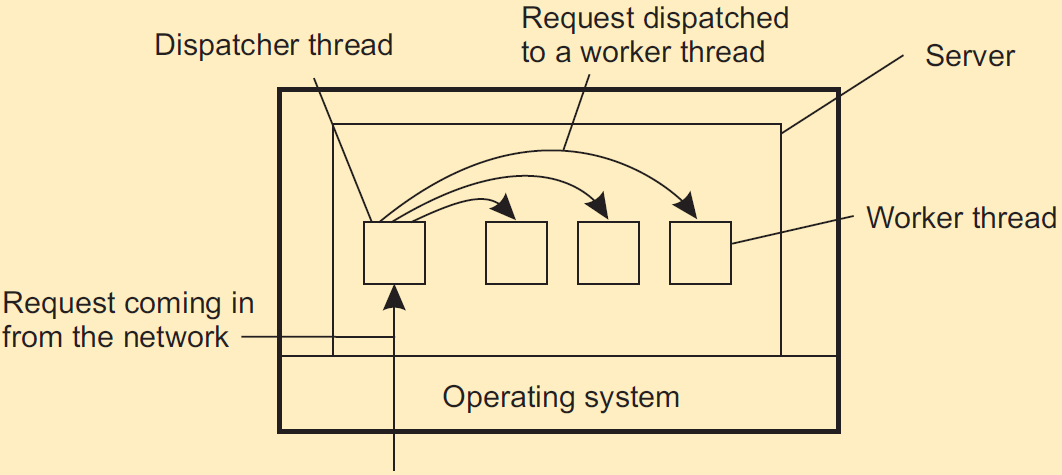 Dispatcher thread
Request dispatched
to a worker thread
Server
Worker thread
Request coming in
from the network
Operating system